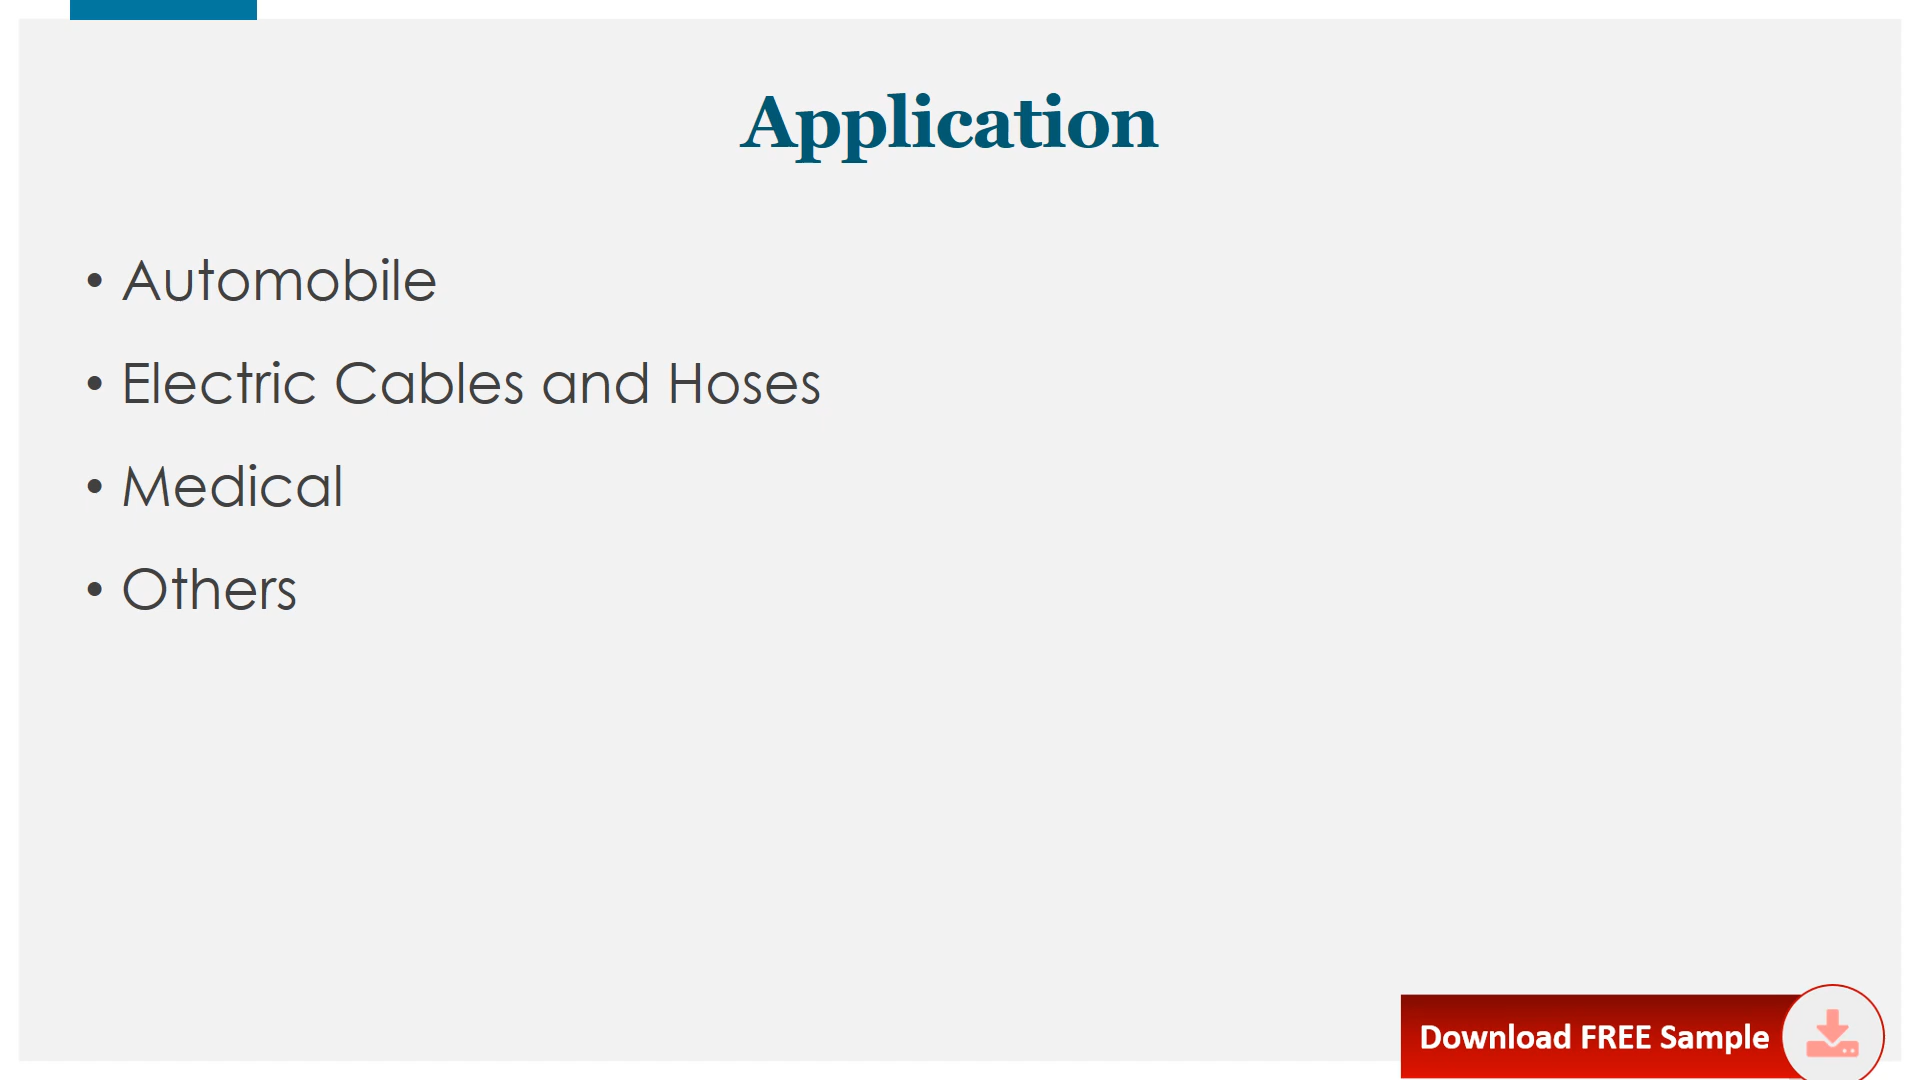 Application
• Automobile
• Electric Cables and Hoses
• Medical
• Others
Download FREE Sample